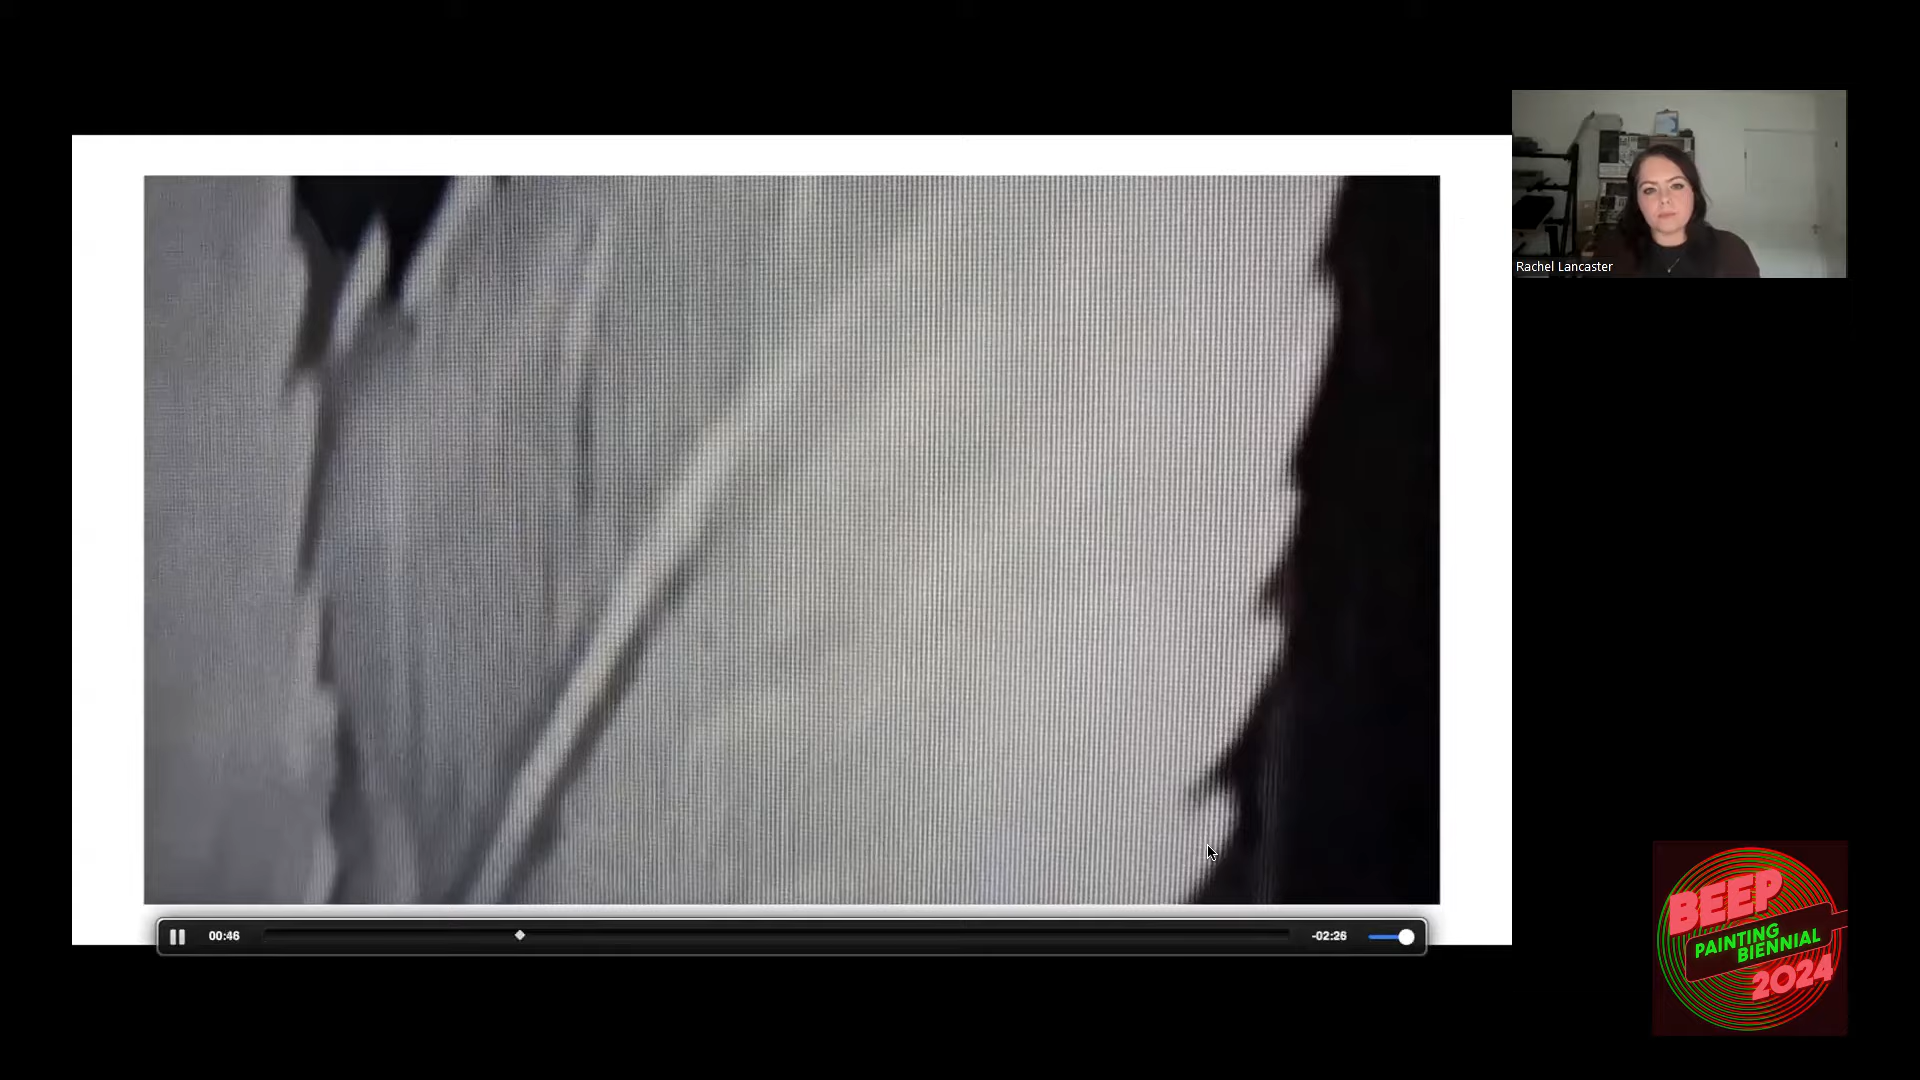 Rachel Lancaster
00:46
-02:26
BEEP
PAINTING
BIENNIAL
2024